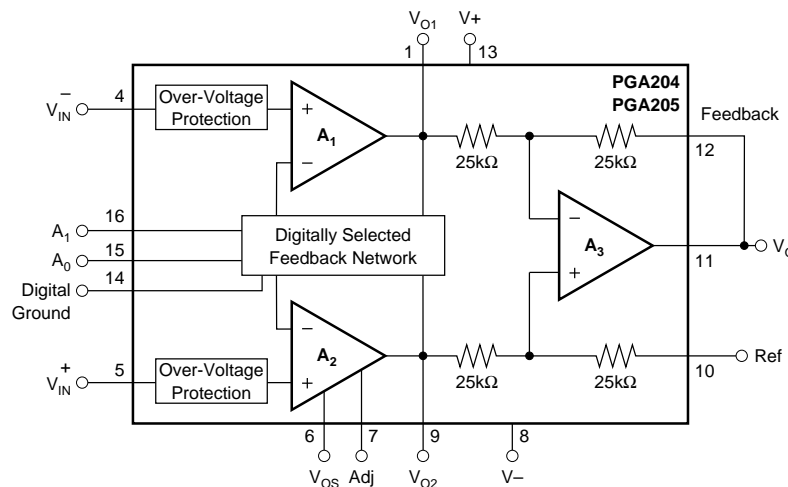 VO1 V+
1 13
PGA204
PGA205
VIN– 4 Over-Voltage
Protection
+ A1 –
25kΩ 25kΩ
Feedback
12
16
A1
15
A0
14
Digital
Ground
Digitally Selected
Feedback Network
– A3 +
11
VO
– A2 +
VIN+ 5 Over-Voltage
Protection
25kΩ 25kΩ
10 Ref
6 7 9 8
VOS Adj VO2 V–